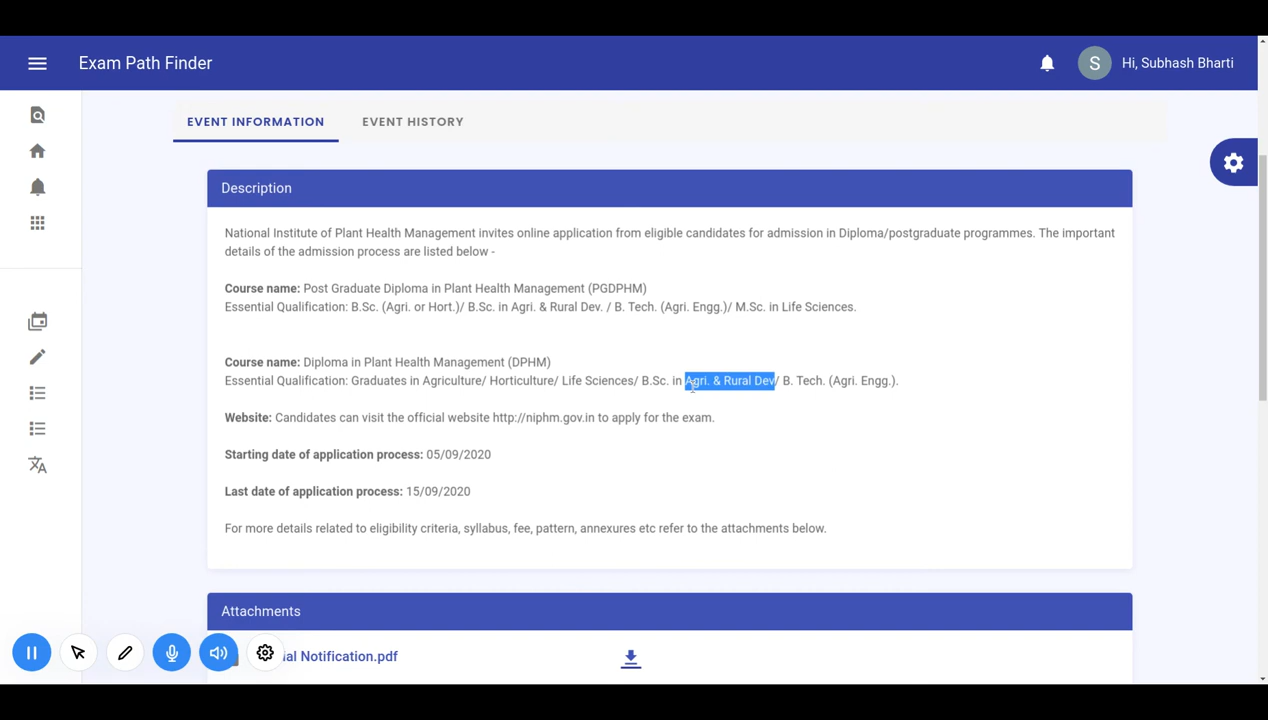 Exam Path Finder
S
Hi, Subhash Bharti
EVENT INFORMATION
EVENT HISTORY
Description
National Institute of Plant Health Management invites online application from eligible candidates for admission in Diploma/postgraduate programmes. The important
details of the admission process are listed below -
Course name: Post Graduate Diploma in Plant Health Management (PGDPHM)
Essential Qualification: B.Sc. (Agri. or Hort.)/ B.Sc. in Agri. & Rural Dev. / B. Tech. (Agri. Engg.)/ M.Sc. in Life Sciences.
Course name: Diploma in Plant Health Management (DPHM)
Essential Qualification: Graduates in Agriculture/ Horticulture/ Life Sciences/ B.Sc. in Agri. & Rural Dev/ B. Tech. (Agri. Engg.).
Website: Candidates can visit the official website http://niphm.gov.in to apply for the exam.
Starting date of application process: 05/09/2020
Last date of application process: 15/09/2020
For more details related to eligibility criteria, syllabus, fee, pattern, annexures etc refer to the attachments below.
Attachments
Notification.pdf